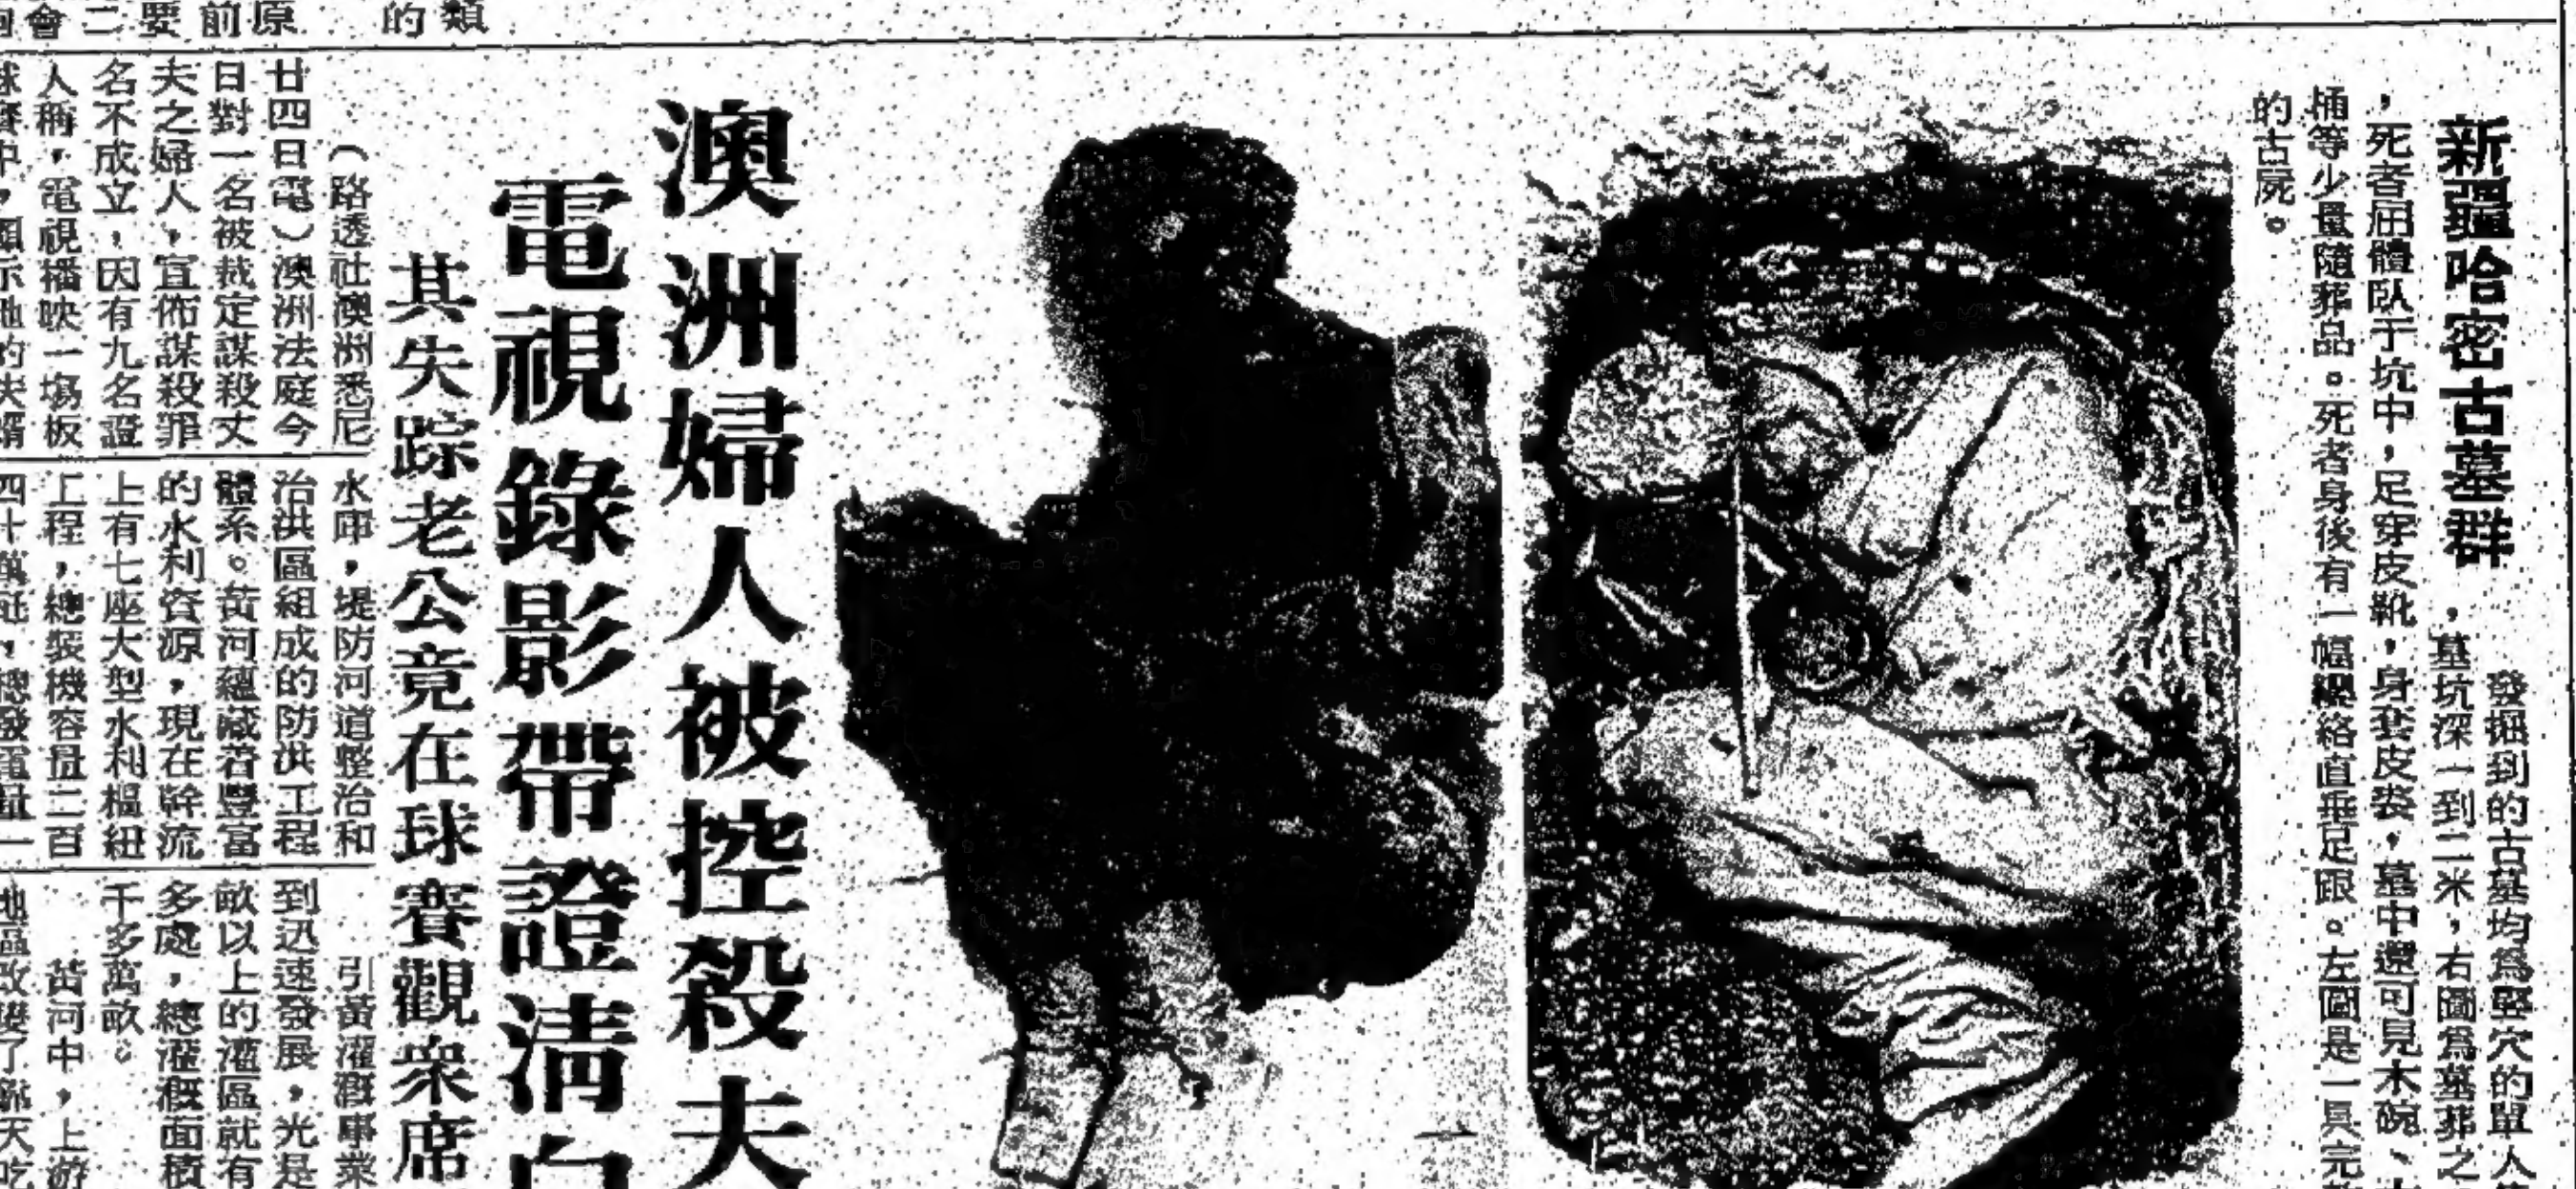 原前要二會
的類
新疆哈密古墓群
發掘到的古墓均爲竪穴的單人
，墓坑深一到二米，右圖爲墓葬之
，死者屈體臥于坑中，足穿皮靴，身套皮裘，墓中還可見木碗、
桶等少量隨葬品。死者身後有一幅纓絡直垂足跟。左圖是一具完
的古屍。
澳洲婦人被控殺夫
電視錄影帶證清白
其失踪老公竟在球賽觀衆席
（路透社澳洲悉尼
廿四日電）澳洲法庭今
日對一名被裁定謀殺丈
夫之婦人，宣佈謀殺罪
名不成立，因有九名證
人稱，電視播映一場板
球賽中，顯示她的失婿
水庫，堤防河道整治和
治洪區組成的防洪工程
體系。黃河蘊藏着豐富
的水利資源，現在幹流
上有七座大型水利樞紐
工程，總裝機容量二百
四十萬瓩，總發電量一
引黃灌溉事業
到迅速發展，光是
畝以上的灌區就有
多處，總灌溉面積
千多萬畝。
黃河中，上游
地區改變了靠天吃